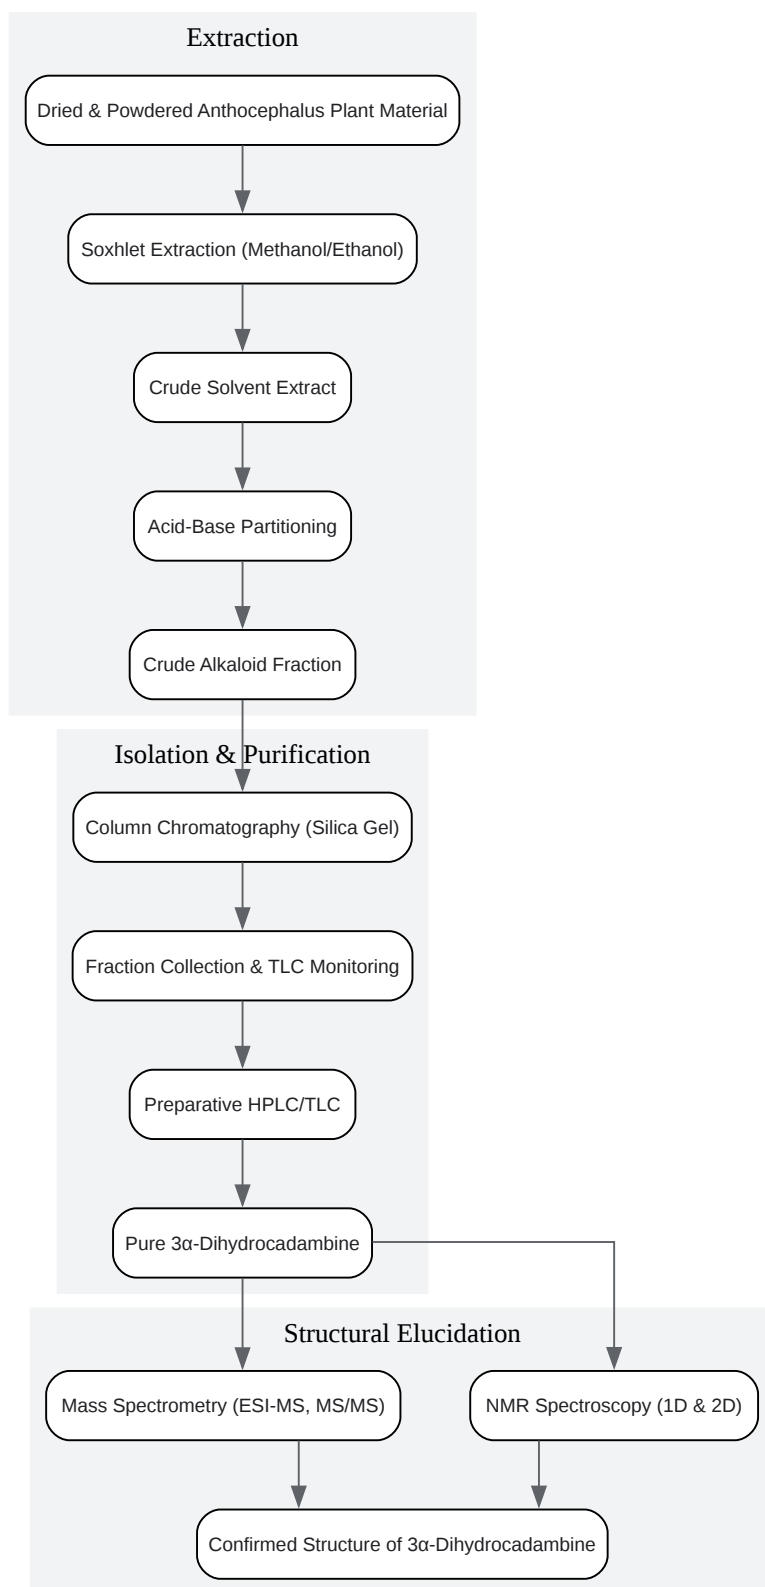 Extraction
Dried & Powdered Anthocephalus Plant Material
Soxhlet Extraction (Methanol/Ethanol)
Crude Solvent Extract
Acid-Base Partitioning
Crude Alkaloid Fraction
Isolation & Purification
Column Chromatography (Silica Gel)
Fraction Collection & TLC Monitoring
Preparative HPLC/TLC
Pure 3α-Dihydrocadambine
Structural Elucidation
Mass Spectrometry (ESI-MS, MS/MS)
NMR Spectroscopy (1D & 2D)
Confirmed Structure of 3α-Dihydrocadambine